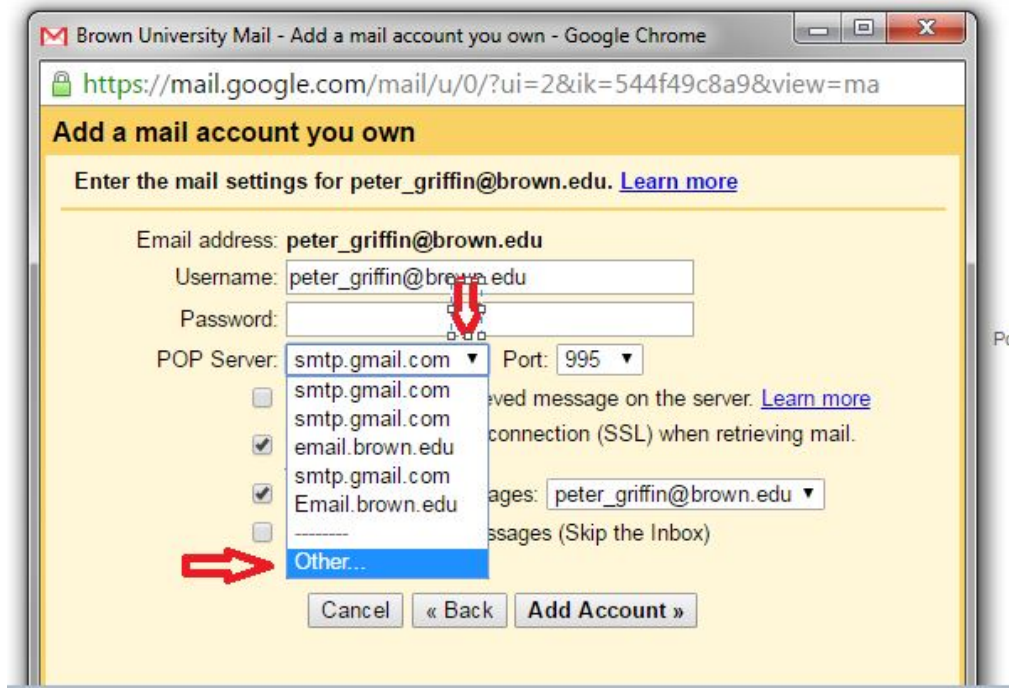 Brown University Mail - Add a mail account you own - Google Chrome
https://mail.google.com/mail/u/0/?ui=2&ik=544f49c8a9&view=ma
Add a mail account you own
Enter the mail settings for peter_griffin@brown.edu. Learn more
Email address: peter_griffin@brown.edu
Username: peter_griffin@brown.edu
Password:
POP Server: smtp.gmail.com Port: 995
smtp.gmail.com eved message on the server. Learn more
smtp.gmail.com
email.brown.edu connection (SSL) when retrieving mail.
smtp.gmail.com
Email.brown.edu ages: peter_griffin@brown.edu
-------- ssages (Skip the Inbox)
Other...
Cancel « Back Add Account »